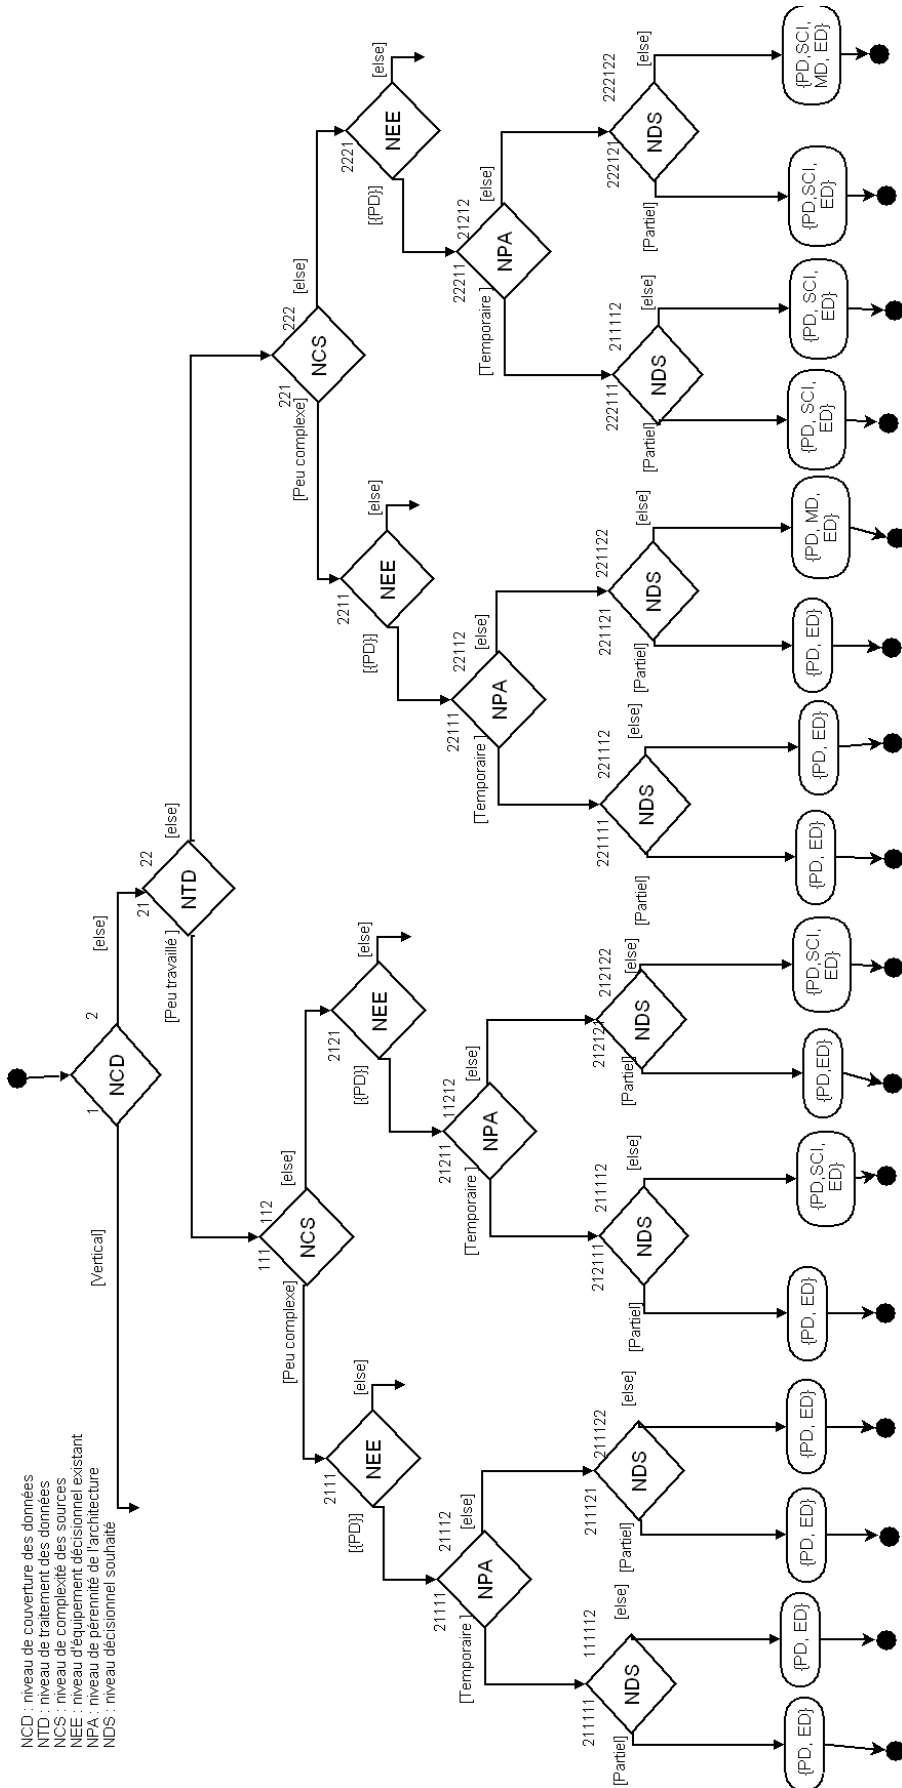 NCD : niveau de couverture des données
NTD : niveau de traitement des données
NCS : niveau de complexité des sources
NEE : niveau d'équipement décisionnel existant
NPA : niveau de pérennité de l'architecture
NDS : niveau décisionnel souhaité
1
2
[Vertical]
NCD
[else]
21
22
[Peu travaillé ]
NTD
[else]
111
112
[Peu complexe]
NCS
[else]
221
222
[Peu complexe]
NCS
[else]
2111
[{PD}]
NEE
[else]
2121
[{PD}]
NEE
[else]
2211
[{PD}]
NEE
[else]
2221
[{PD}]
NEE
[else]
21111
21112
[Temporaire ]
NPA
[else]
21211
11212
[Temporaire ]
NPA
[else]
22111
22112
[Temporaire ]
NPA
[else]
22211
21212
[Temporaire ]
NPA
[else]
211111
111112
[Partiel]
NDS
[else]
211121
211122
[Partiel]
NDS
[else]
212111
211112
[Partiel]
NDS
[else]
212121
212122
[Partiel]
NDS
[else]
221111
221112
[Partiel]
NDS
[else]
221121
221122
[Partiel]
NDS
[else]
222111
211112
[Partiel]
NDS
[else]
222121
222122
[Partiel]
NDS
[else]
{PD, ED}
{PD, ED}
{PD, ED}
{PD, ED}
{PD, ED}
{PD,SCI,
ED}
{PD,ED}
{PD,SCI,
ED}
{PD, ED}
{PD, ED}
{PD, ED}
{PD, MD,
ED}
{PD, SCI,
ED}
{PD, SCI,
ED}
{PD,SCI,
ED}
{PD,SCI,
MD, ED}